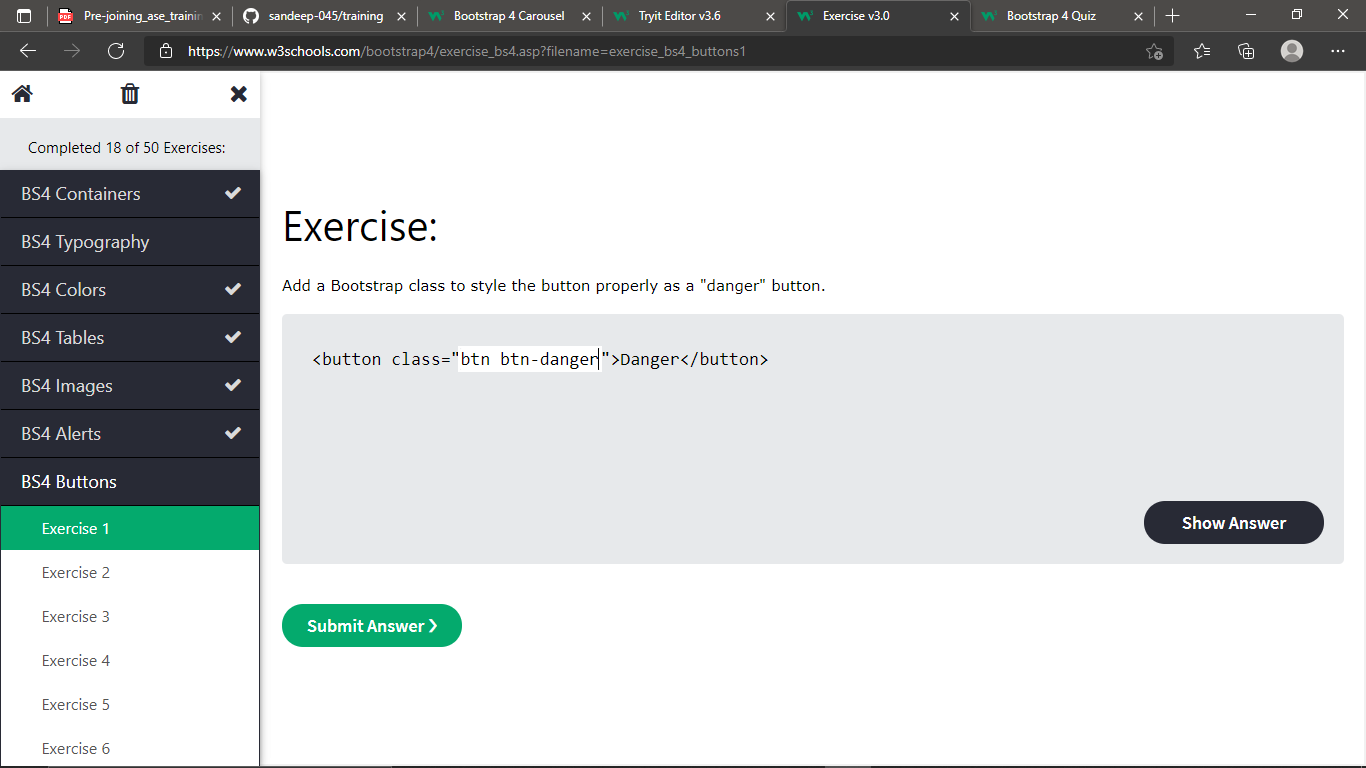 Pre-joining_ase_trainin
sandeep-045/training
Bootstrap 4 Carousel
Tryit Editor v3.6
Exercise v3.0
Bootstrap 4 Quiz
https://www.w3schools.com/bootstrap4/exercise_bs4.asp?filename=exercise_bs4_buttons1
Completed 18 of 50 Exercises:
BS4 Containers
BS4 Typography
BS4 Colors
BS4 Tables
BS4 Images
BS4 Alerts
BS4 Buttons
Exercise 1
Exercise 2
Exercise 3
Exercise 4
Exercise 5
Exercise 6
Exercise:
Add a Bootstrap class to style the button properly as a "danger" button.
<button class="btn btn-danger">Danger</button>
Show Answer
Submit Answer ❯